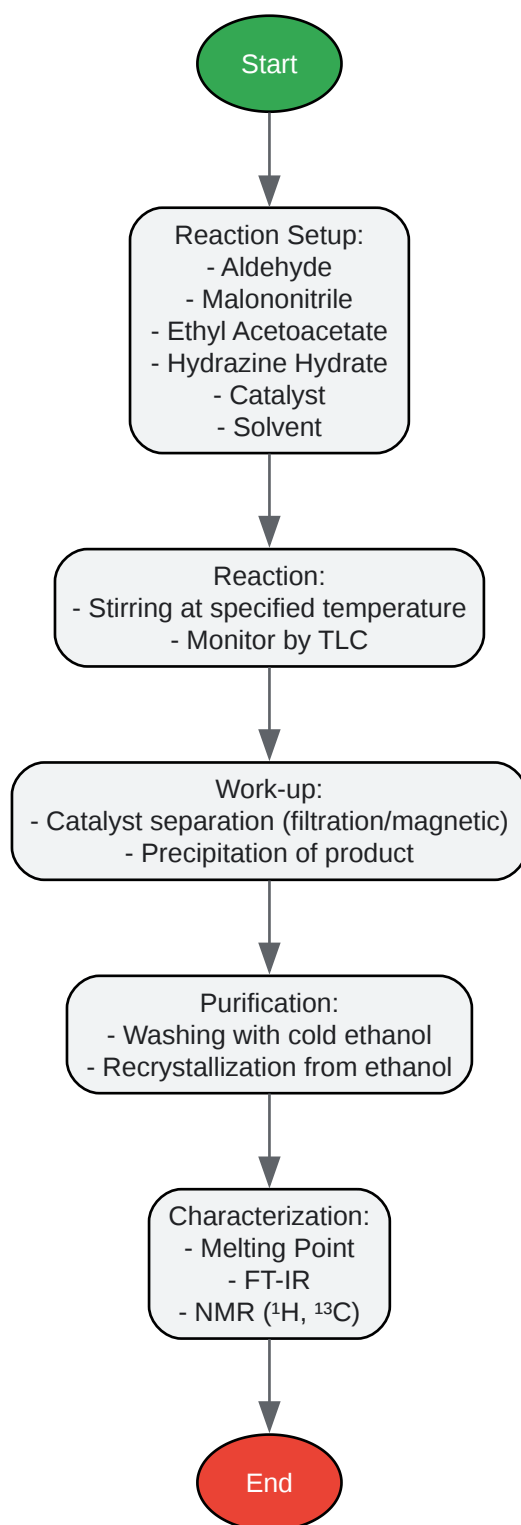 Start
Reaction Setup:
- Aldehyde
- Malononitrile
- Ethyl Acetoacetate
- Hydrazine Hydrate
- Catalyst
- Solvent
Reaction:
- Stirring at specified temperature
- Monitor by TLC
Work-up:
- Catalyst separation (filtration/magnetic)
- Precipitation of product
Purification:
- Washing with cold ethanol
- Recrystallization from ethanol
Characterization:
- Melting Point
- FT-IR
- NMR (¹H, ¹³C)
End